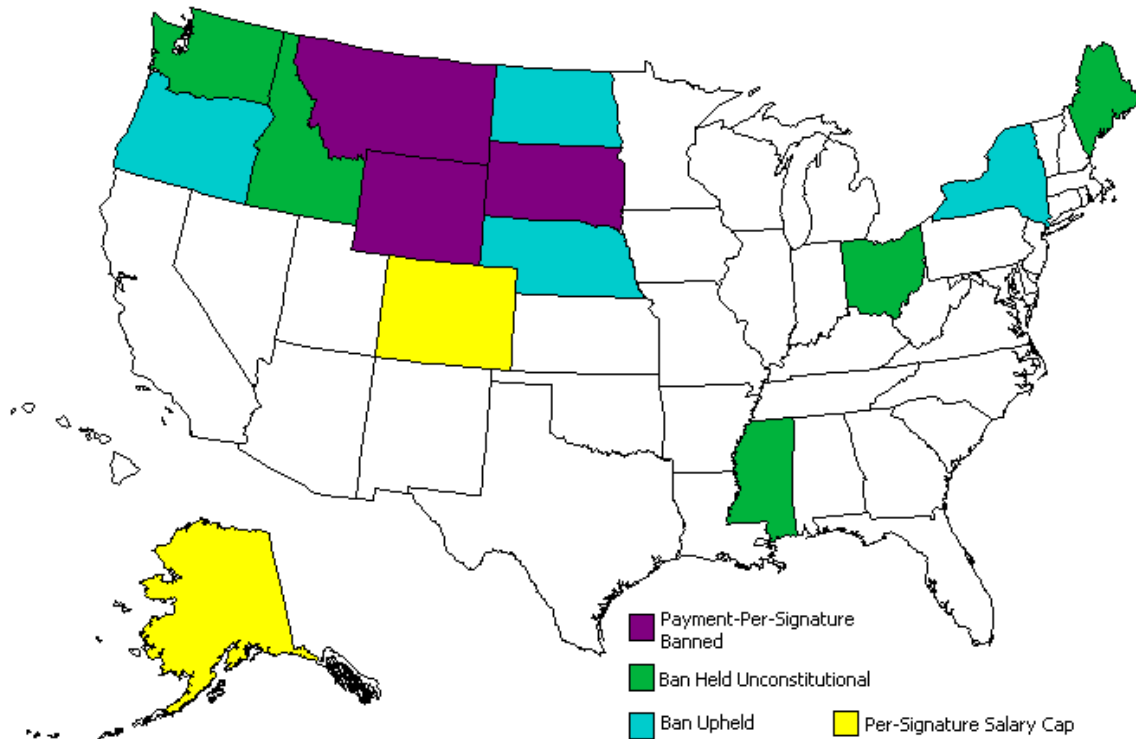 Payment-Per-Signature
Banned
Ban Held Unconstitutional
Ban Upheld
Per-Signature Salary Cap